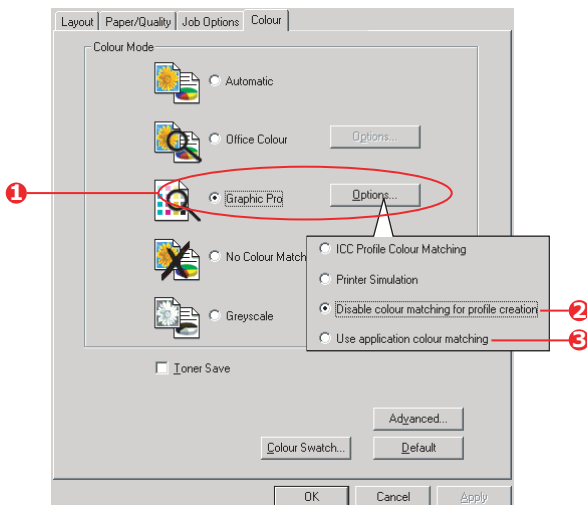 Layout Paper/Quality Job Options Colour
Colour Mode
Automatic
Office Colour Options...
1 Graphic Pro Options...
ICC Profile Colour Matching
No Colour Match
Printer Simulation
Disable colour matching for profile creation 2
Greyscale
Use application colour matching 3
Toner Save
Advanced...
Colour Swatch... Default
OK Cancel Apply